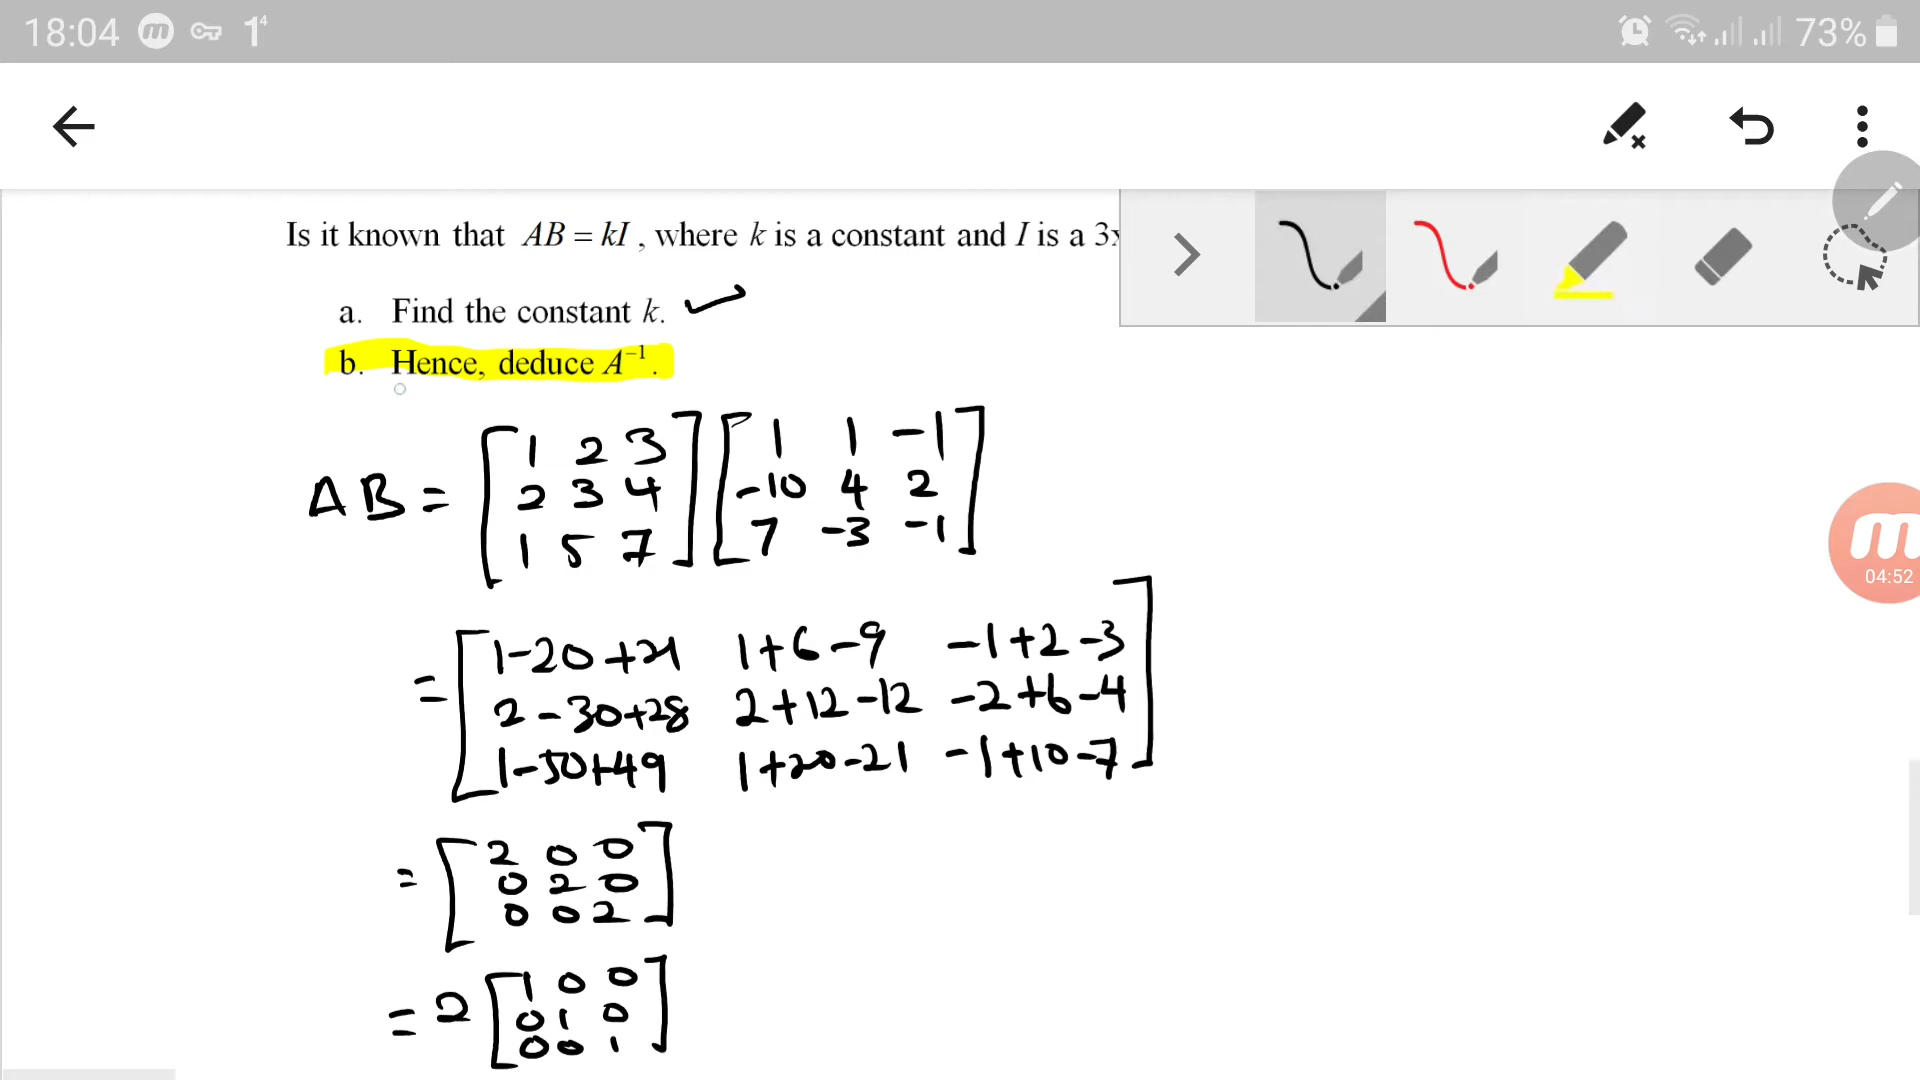 18:04 1⁴ 73%
Is it known that AB = kI , where k is a constant and I is a 3
a. Find the constant k.
b. Hence, deduce A⁻¹ .
AB = [1 2 3] [1 1 -1]
[2 3 4] [-10 4 2]
[1 5 7] [7 -3 -1]
= [1-20+21 1+6-9 -1+2-3]
[2-30+28 2+12-12 -2+6-4]
[1-50+49 1+20-21 -1+10-7]
= [2 0 0]
[0 2 0]
[0 0 2]
= 2 [1 0 0]
[0 1 0]
[0 0 1]
m
04:52